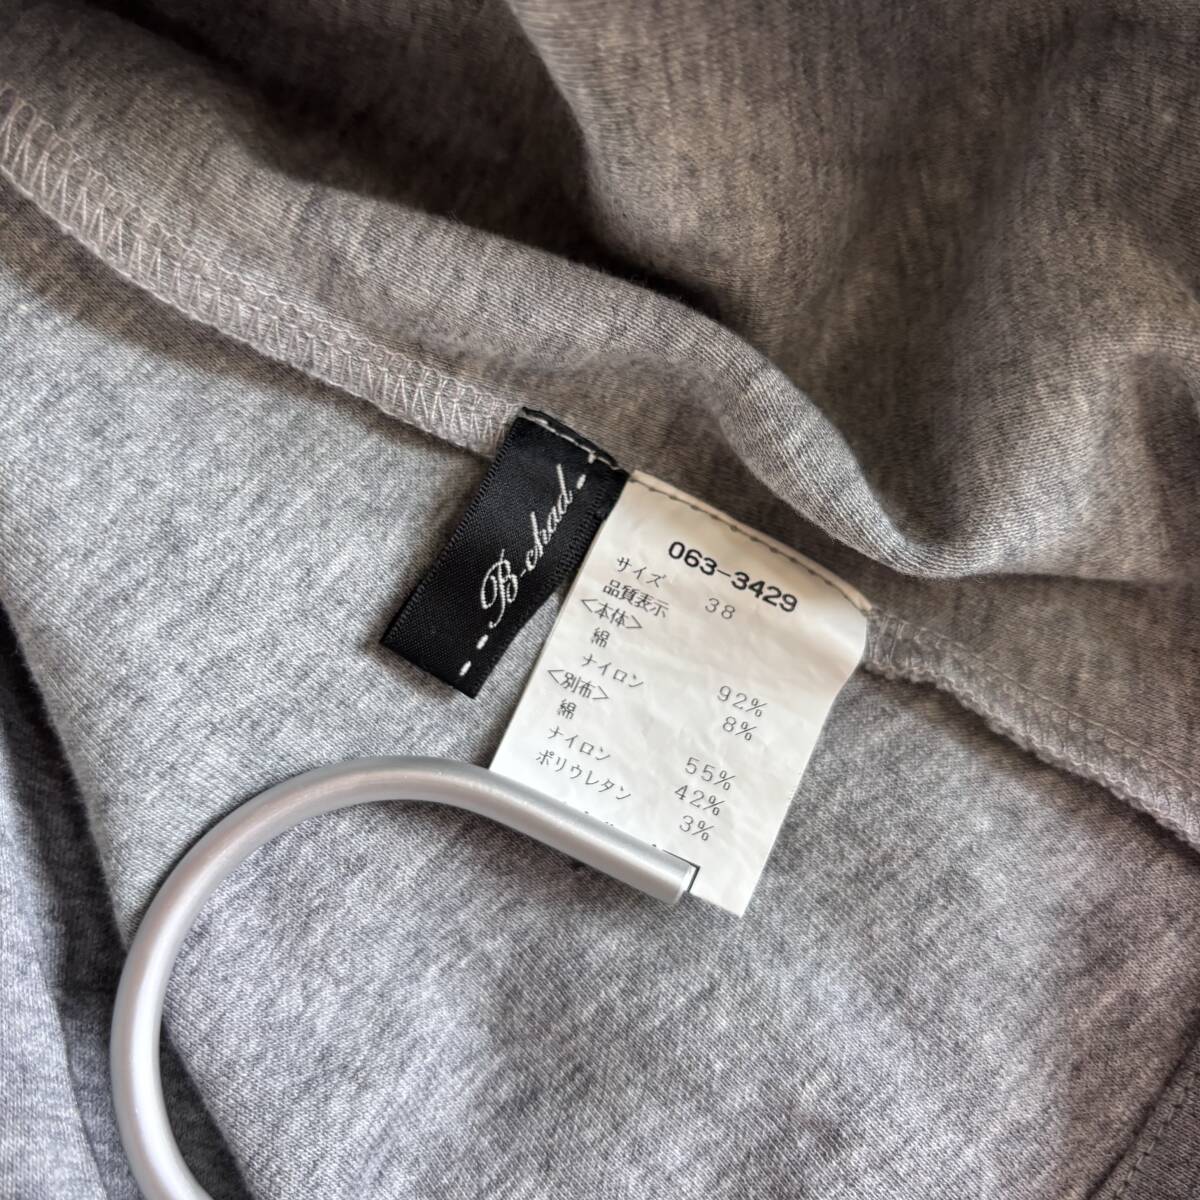 B-chad
063-3429
サイズ 38
品質表示
<本体>
綿 92%
ナイロン 8%
<別布>
綿 55%
ナイロン 42%
ポリウレタン 3%